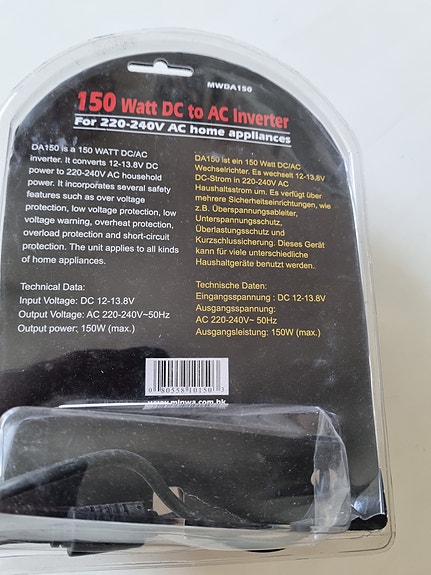 MWDA150
150 Watt DC to AC Inverter
For 220-240V AC home appliances
DA150 is a 150 WATT DC/AC
inverter. It converts 12-13.8V DC
power to 220-240V AC household
power. It incorporates several safety
features such as over voltage
protection, low voltage protection, low
voltage warning, overheat protection,
overload protection and short-circuit
protection. The unit applies to all kinds
of home appliances.
Technical Data:
Input Voltage: DC 12-13.8V
Output Voltage: AC 220-240V~50Hz
Output power; 150W (max.)
DA150 ist ein 150 Watt DC/AC
Wechselrichter. Es wechselt 12-13,8V
DC-Strom in 220-240V AC
Haushaltsstrom um. Es verfügt über
mehrere Sicherheitseinrichtungen, wie
z.B. Überspannungsableiter,
Unterspannungsschutz,
Überlastungsschutz und
Kurzschlussicherung. Dieses Gerät
kann für viele unterschiedliche
Haushaltgeräte benutzt werden.
Technische Daten:
Eingangsspannung : DC 12-13.8V
Ausgangsspannung:
AC 220-240V~ 50Hz
Ausgangsleistung: 150W (max.)
0 80558 10150 3
www.minwa.com.hk